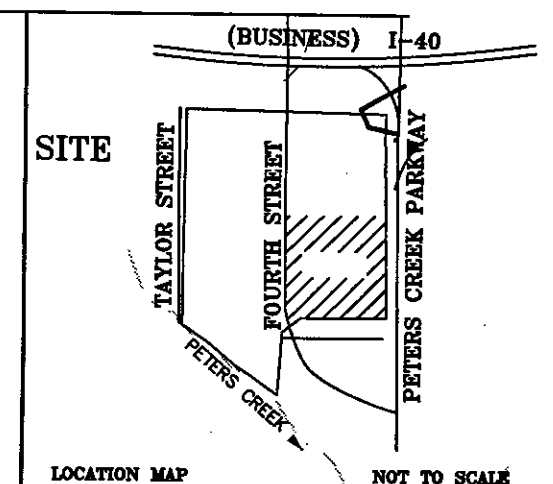 (BUSINESS) I-40
SITE
TAYLOR STREET
FOURTH STREET
PETERS CREEK PARKWAY
PETERS CREEK
LOCATION MAP
NOT TO SCALE